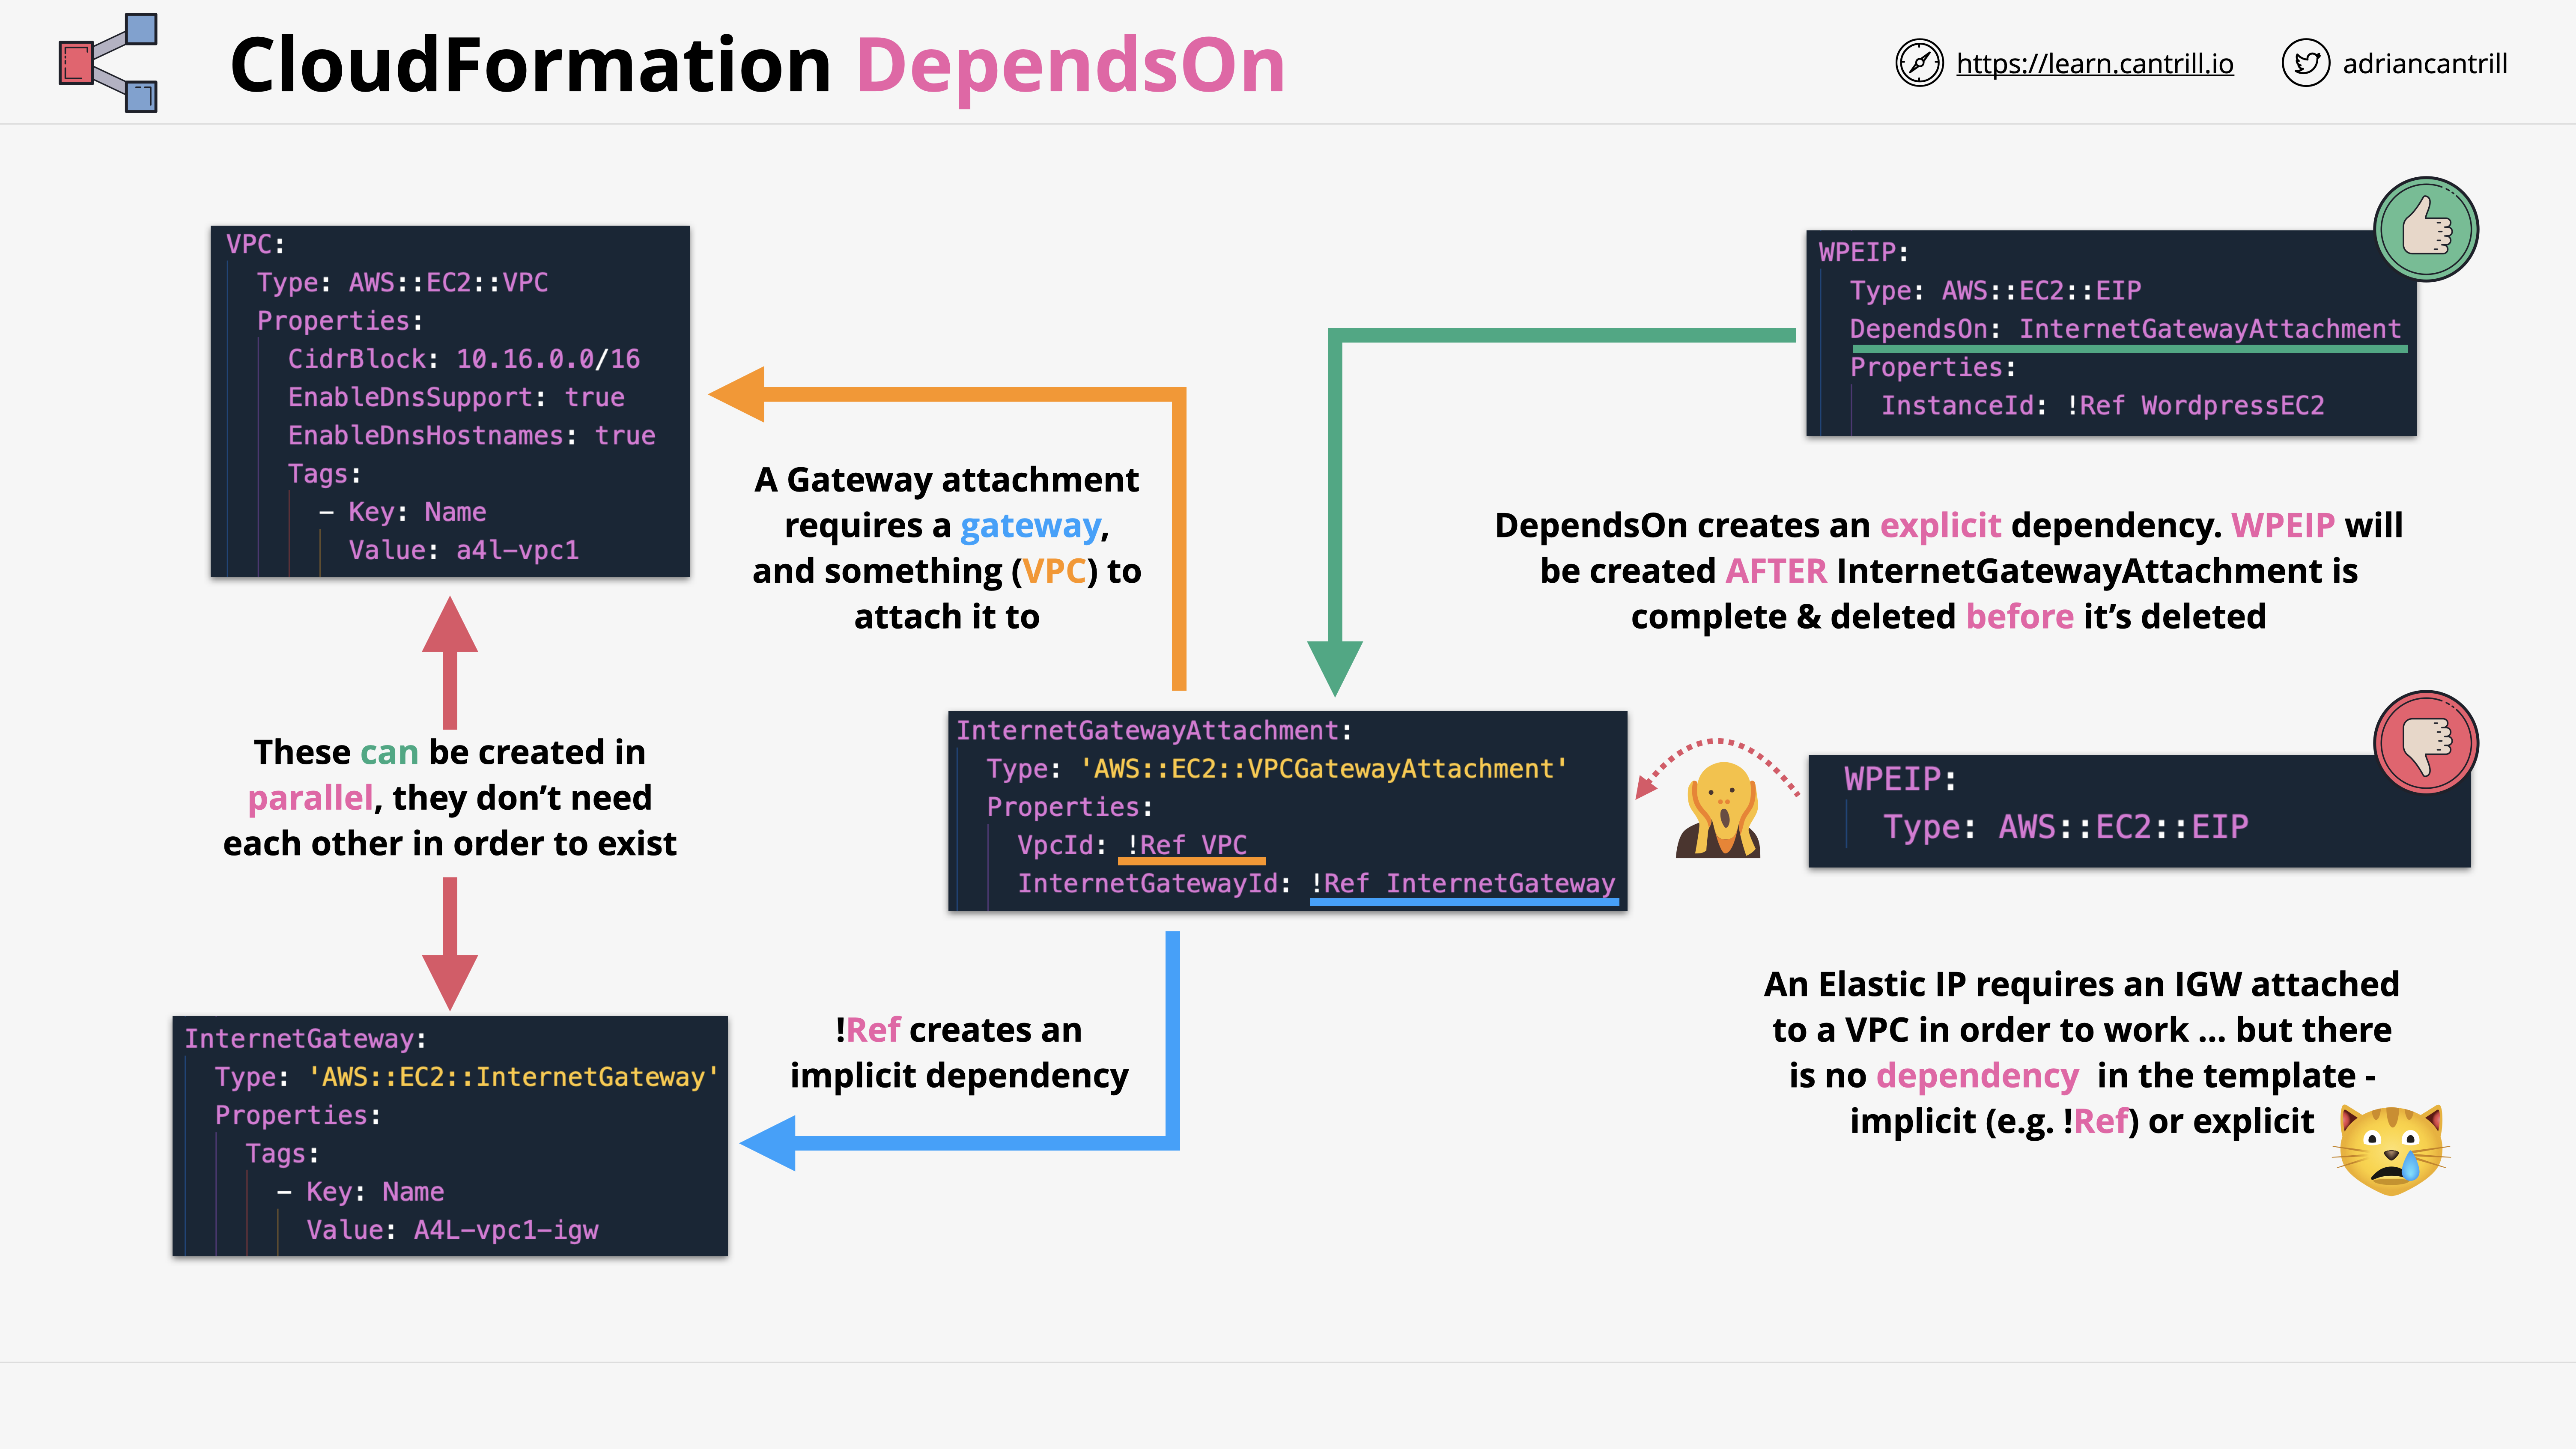 CloudFormation DependsOn
https://learn.cantrill.io
adriancantrill
VPC:
Type: AWS::EC2::VPC
Properties:
CidrBlock: 10.16.0.0/16
EnableDnsSupport: true
EnableDnsHostnames: true
Tags:
- Key: Name
Value: a4l-vpc1
A Gateway attachment
requires a gateway,
and something (VPC) to
attach it to
WPEIP:
Type: AWS::EC2::EIP
DependsOn: InternetGatewayAttachment
Properties:
InstanceId: !Ref WordpressEC2
DependsOn creates an explicit dependency. WPEIP will
be created AFTER InternetGatewayAttachment is
complete & deleted before it’s deleted
These can be created in
parallel, they don’t need
each other in order to exist
InternetGatewayAttachment:
Type: 'AWS::EC2::VPCGatewayAttachment'
Properties:
VpcId: !Ref VPC
InternetGatewayId: !Ref InternetGateway
WPEIP:
Type: AWS::EC2::EIP
InternetGateway:
Type: 'AWS::EC2::InternetGateway'
Properties:
Tags:
- Key: Name
Value: A4L-vpc1-igw
!Ref creates an
implicit dependency
An Elastic IP requires an IGW attached
to a VPC in order to work ... but there
is no dependency in the template -
implicit (e.g. !Ref) or explicit